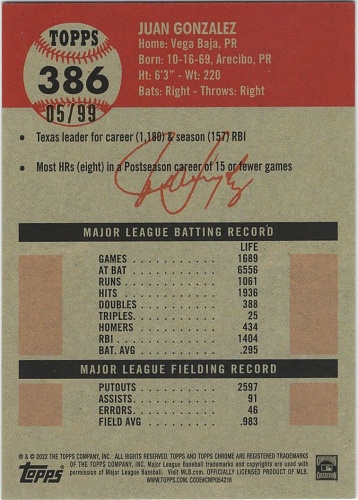 TOPPS
386
05/99
JUAN GONZALEZ
Home: Vega Baja, PR
Born: 10-16-69, Arecibo, PR
Ht: 6'3" - Wt: 220
Bats: Right - Throws: Right
• Texas leader for career (1,180) & season (157) RBI
• Most HRs (eight) in a Postseason career of 15 or fewer games
MAJOR LEAGUE BATTING RECORD
LIFE
GAMES . . . . . . . . . . 1689
AT BAT . . . . . . . . . . 6556
RUNS . . . . . . . . . . 1061
HITS . . . . . . . . . . 1936
DOUBLES . . . . . . . . . . 388
TRIPLES. . . . . . . . . . 25
HOMERS . . . . . . . . . . 434
RBI . . . . . . . . . . 1404
BAT. AVG . . . . . . . . . . .295
MAJOR LEAGUE FIELDING RECORD
PUTOUTS . . . . . . . . . . 2597
ASSISTS. . . . . . . . . . 91
ERRORS . . . . . . . . . . 46
FIELD AVG. . . . . . . . . . .983
® & © 2022 THE TOPPS COMPANY, INC. ALL RIGHTS RESERVED. TOPPS AND TOPPS CHROME ARE REGISTERED TRADEMARKS
OF THE TOPPS COMPANY, INC. Major League Baseball trademarks and copyrights are used with
permission of Major League Baseball. Visit MLB.com. OFFICIALLY LICENSED PRODUCT OF MLB.
WWW.TOPPS.COM. CODE#CMP054218
Topps
COOPERSTOWN
COLLECTION